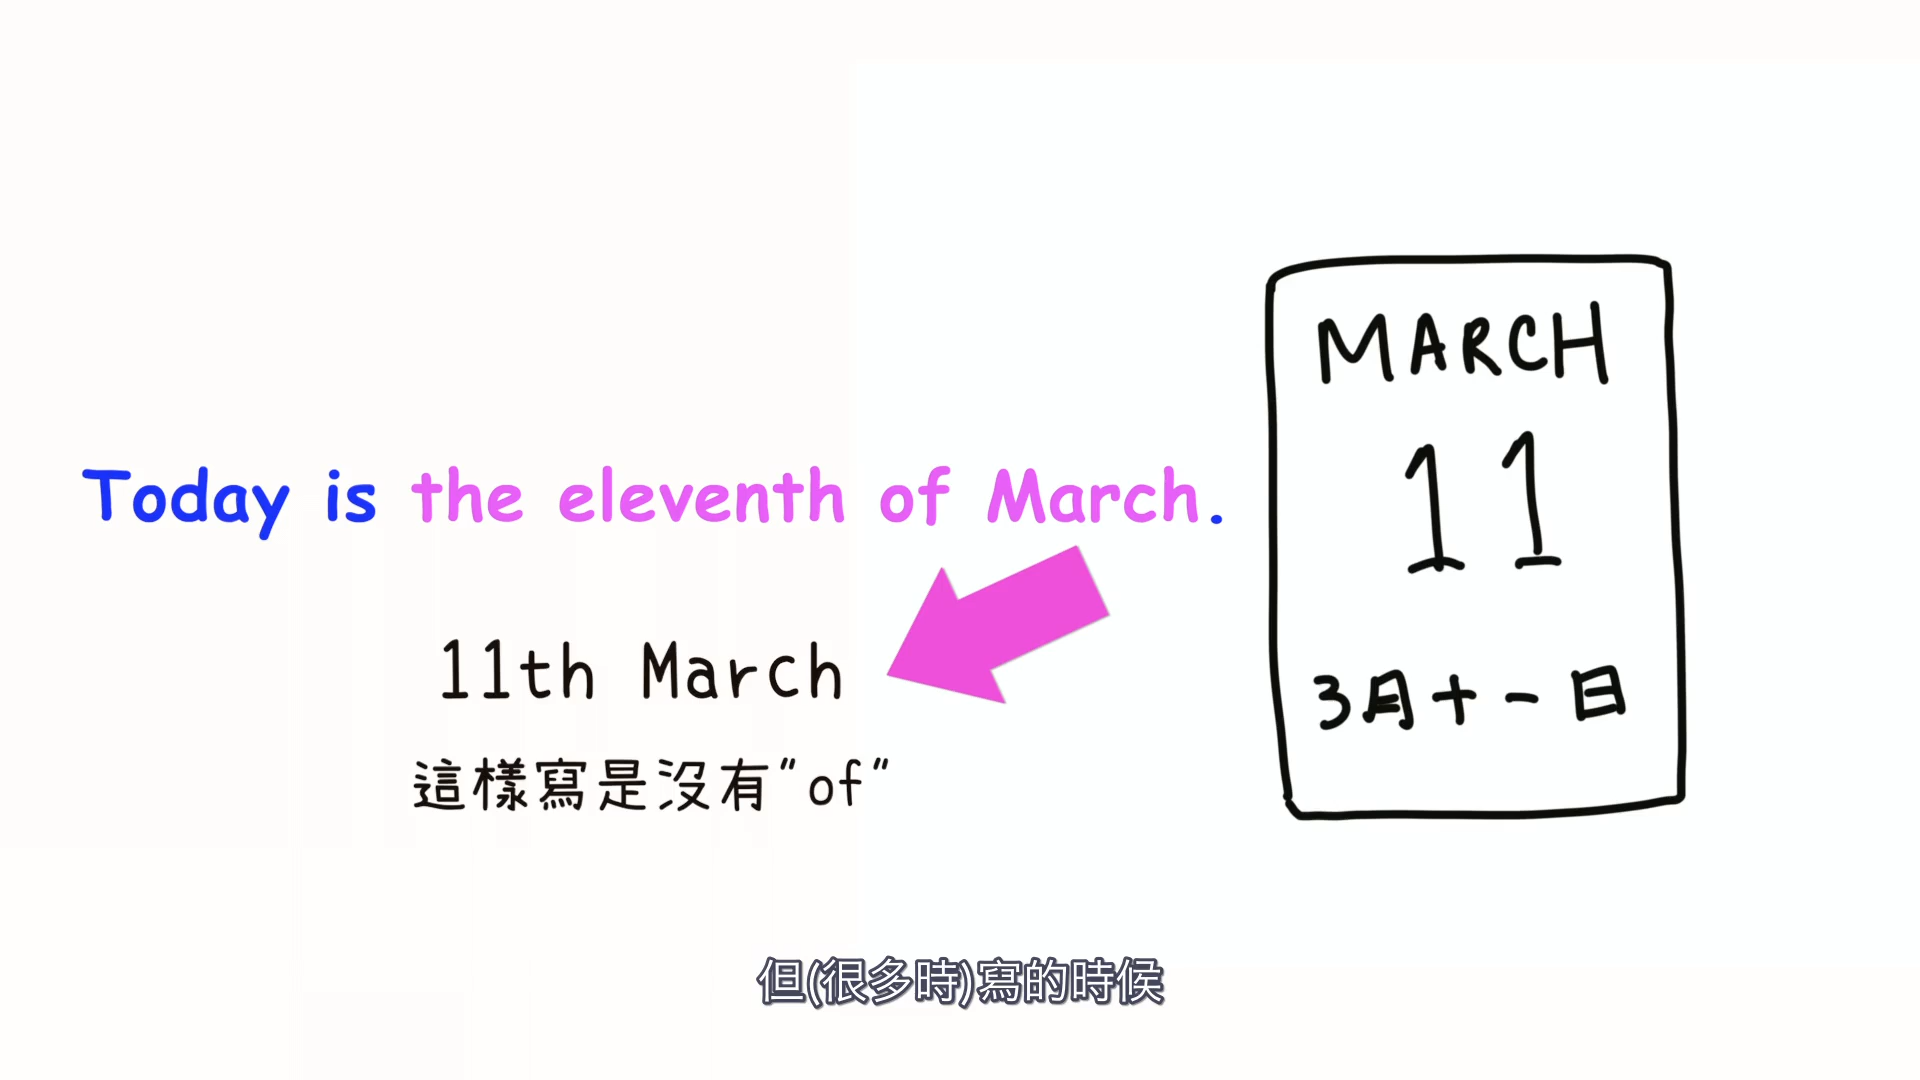 Today is the eleventh of March.
11th March
這樣寫是沒有"of"
MARCH
11
3月十一日
但(很多時)寫的時候